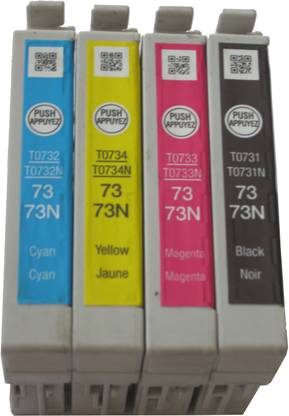 PUSH
APPUYEZ
T0732
T0732N
73
73N
Cyan
Cyan
PUSH
APPUYEZ
T0734
T0734N
73
73N
Yellow
Jaune
PUSH
APPUYEZ
T0733
T0733N
73
73N
Magenta
Magenta
PUSH
APPUYEZ
T0731
T0731N
73
73N
Black
Noir